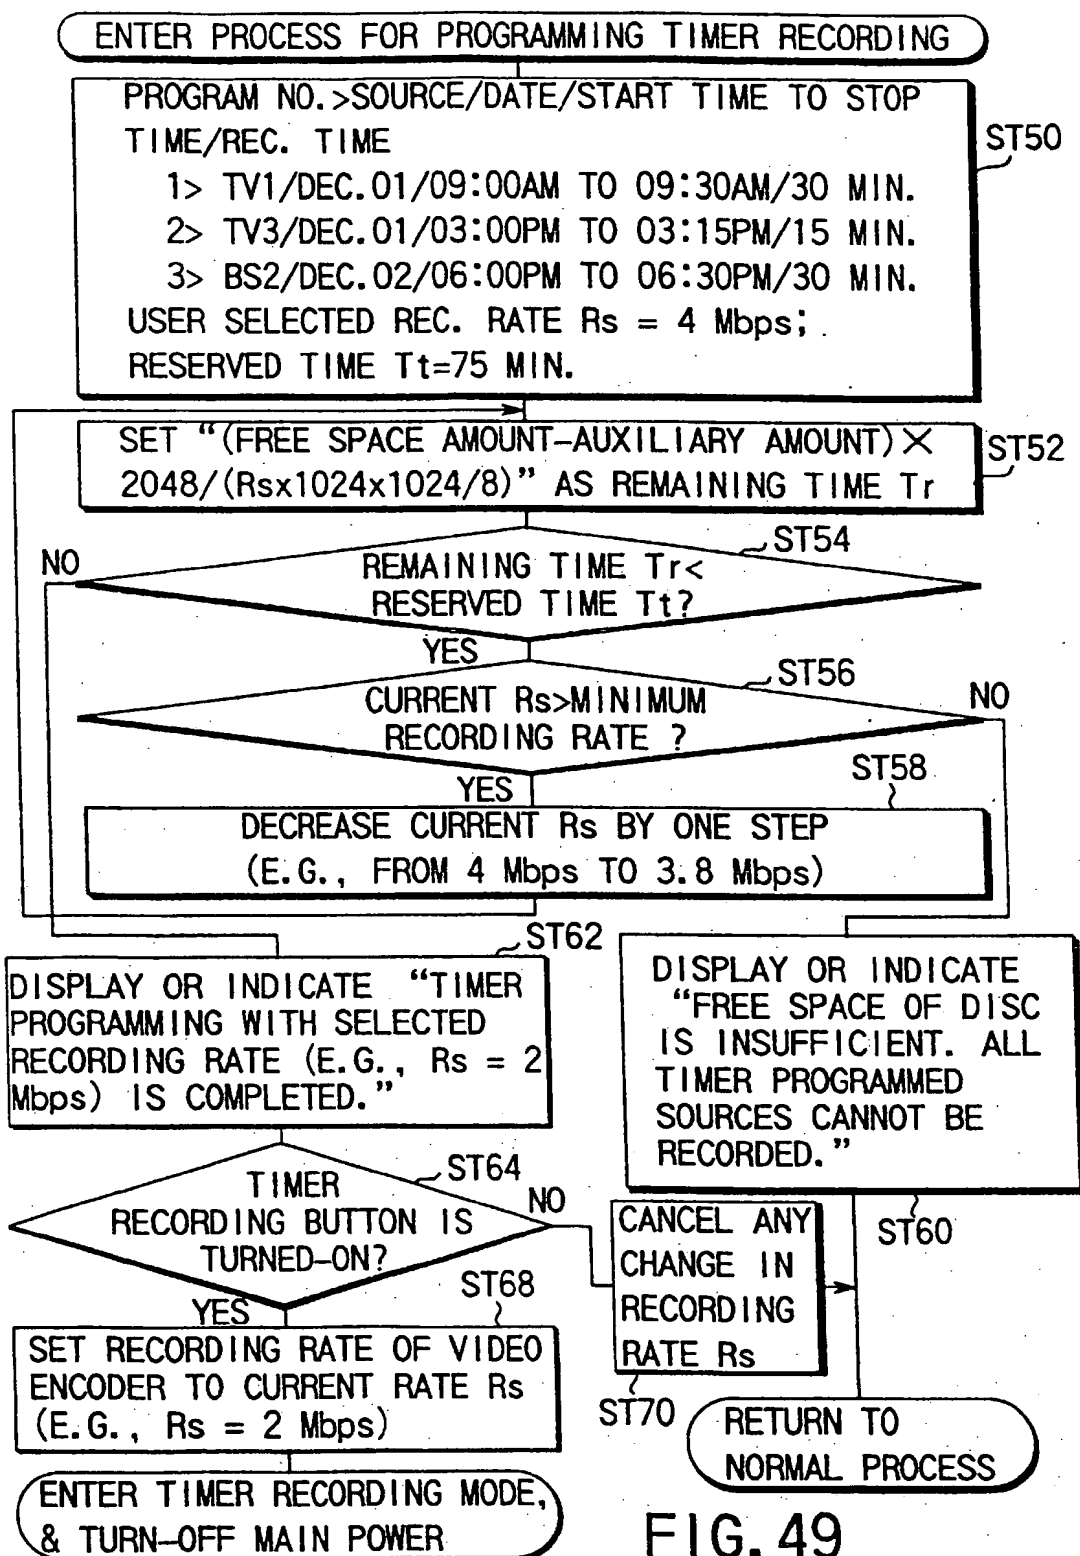 ENTER PROCESS FOR PROGRAMMING TIMER RECORDING
PROGRAM NO.>SOURCE/DATE/START TIME TO STOP
TIME/REC. TIME
1> TV1/DEC.01/09:00AM TO 09:30AM/30 MIN.
2> TV3/DEC.01/03:00PM TO 03:15PM/15 MIN.
3> BS2/DEC.02/06:00PM TO 06:30PM/30 MIN.
USER SELECTED REC. RATE Rs = 4 Mbps;
RESERVED TIME Tt=75 MIN.
ST50
SET “(FREE SPACE AMOUNT-AUXILIARY AMOUNT)×
2048/(Rsx1024x1024/8)” AS REMAINING TIME Tr
ST52
ST54
NO
REMAINING TIME Tr<
RESERVED TIME Tt?
YES
ST56
CURRENT Rs>MINIMUM
RECORDING RATE ?
NO
YES
ST58
DECREASE CURRENT Rs BY ONE STEP
(E.G., FROM 4 Mbps TO 3.8 Mbps)
ST62
DISPLAY OR INDICATE “TIMER
PROGRAMMING WITH SELECTED
RECORDING RATE (E.G., Rs = 2
Mbps) IS COMPLETED.”
DISPLAY OR INDICATE
“FREE SPACE OF DISC
IS INSUFFICIENT. ALL
TIMER PROGRAMMED
SOURCES CANNOT BE
RECORDED.”
ST60
ST64
TIMER
RECORDING BUTTON IS
TURNED-ON?
NO
YES
CANCEL ANY
CHANGE IN
RECORDING
RATE Rs
ST70
ST68
SET RECORDING RATE OF VIDEO
ENCODER TO CURRENT RATE Rs
(E.G., Rs = 2 Mbps)
RETURN TO
NORMAL PROCESS
ENTER TIMER RECORDING MODE,
& TURN-OFF MAIN POWER
FIG. 49